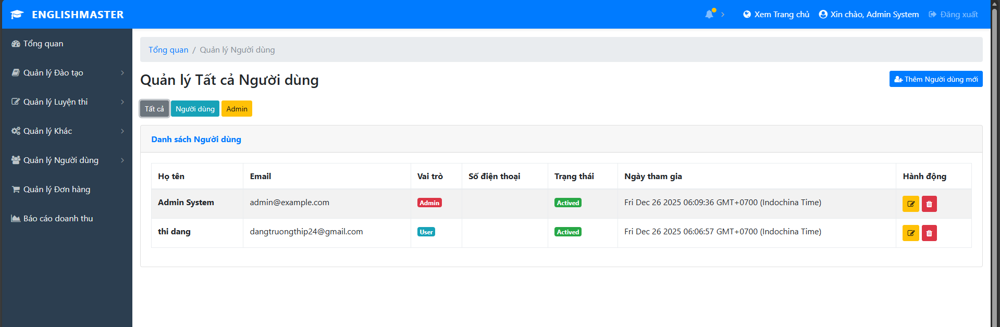 ENGLISHMASTER
Xem Trang chủ Xin chào, Admin System Đăng xuất
Tổng quan
Quản lý Đào tạo
Quản lý Luyện thi
Quản lý Khác
Quản lý Người dùng
Quản lý Đơn hàng
Báo cáo doanh thu
Tổng quan / Quản lý Người dùng
Quản lý Tất cả Người dùng
Thêm Người dùng mới
Tất cả Người dùng Admin
Danh sách Người dùng
Họ tên Email Vai trò Số điện thoại Trạng thái Ngày tham gia Hành động
Admin System admin@example.com Admin Actived Fri Dec 26 2025 06:09:36 GMT+0700 (Indochina Time)
thi dang dangtruongthip24@gmail.com User Actived Fri Dec 26 2025 06:06:57 GMT+0700 (Indochina Time)